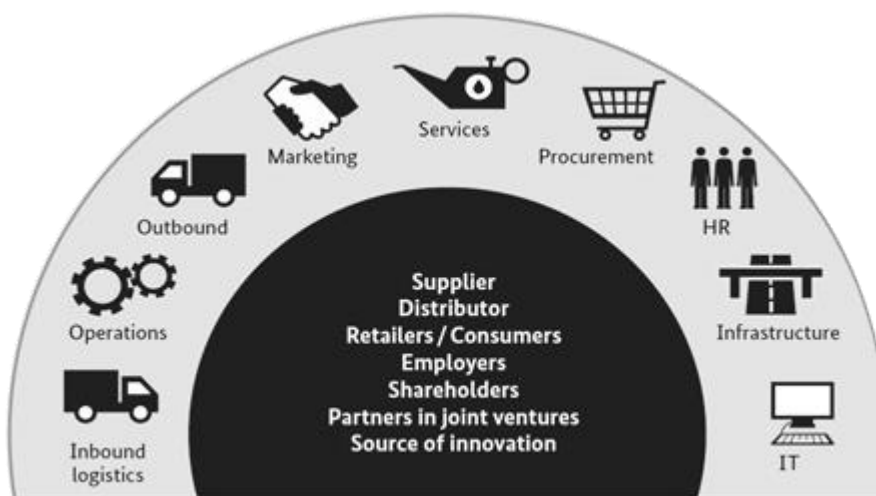 Services
Marketing
Procurement
Outbound
HR
Operations
Infrastructure
Inbound
logistics
IT
Supplier
Distributor
Retailers / Consumers
Employers
Shareholders
Partners in joint ventures
Source of innovation